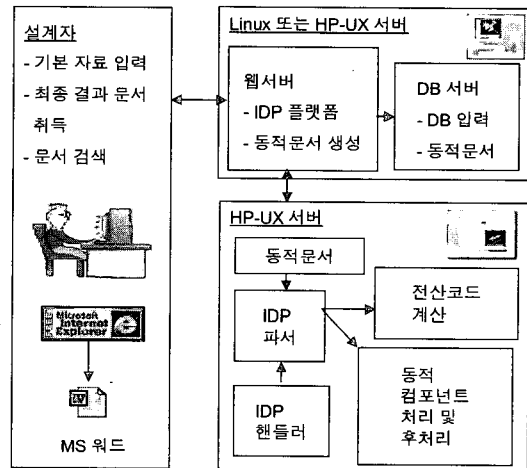 설계자
- 기본 자료 입력
- 최종 결과 문서
취득
- 문서 검색
Microsoft
Internet
Explorer
MS 워드
Linux 또는 HP-UX 서버
웹서버
- IDP 플랫폼
- 동적문서 생성
DB 서버
- DB 입력
- 동적문서
HP-UX 서버
동적문서
IDP
파서
IDP
핸들러
전산코드
계산
동적
컴포넌트
처리 및
후처리